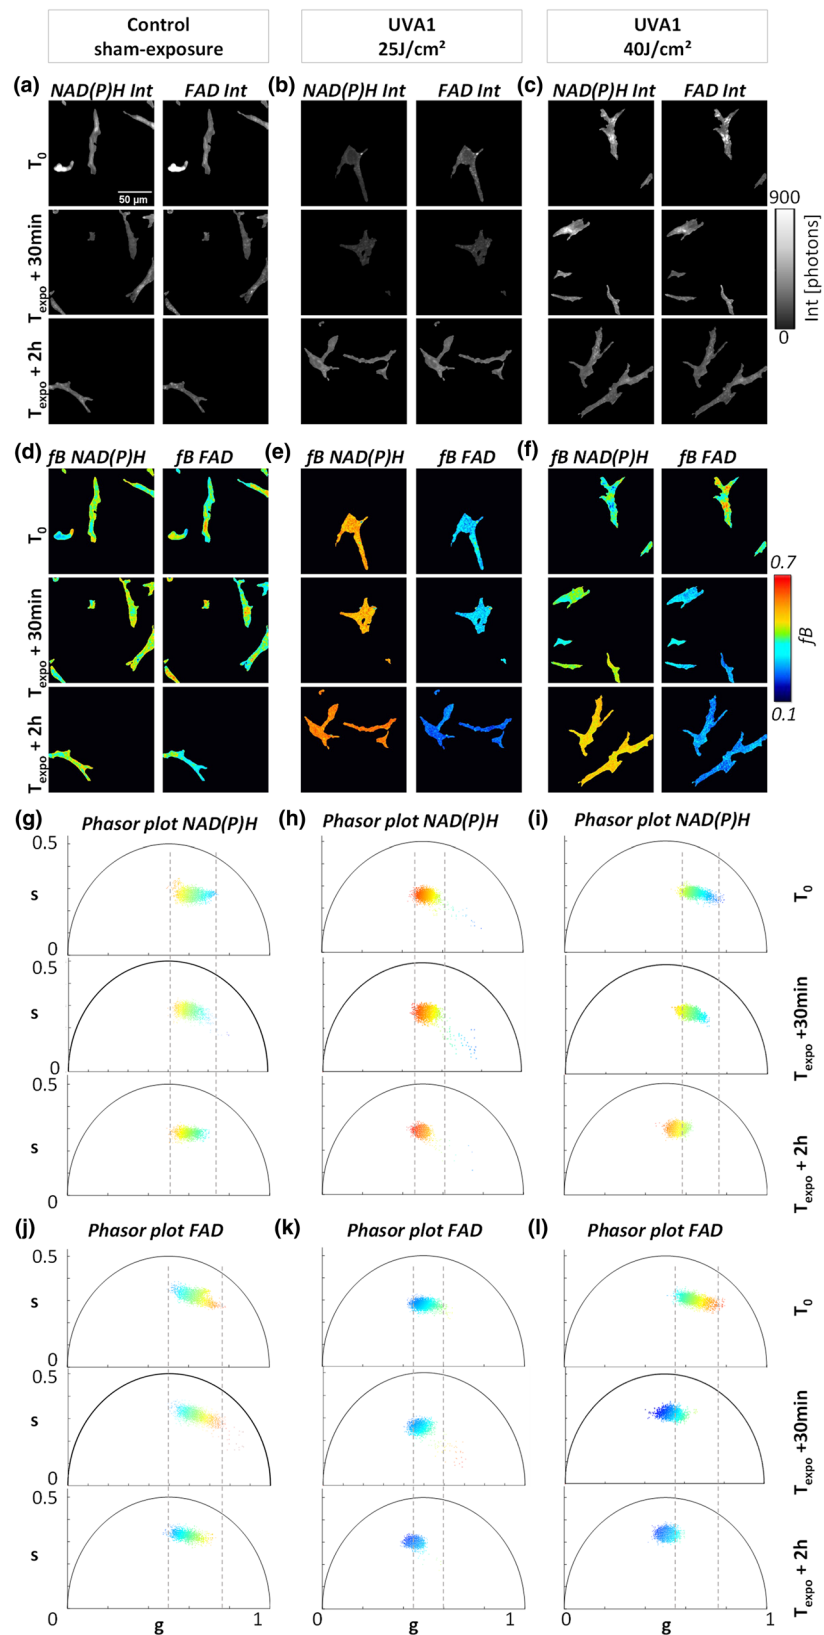 Control
sham-exposure
UVA1
25J/cm²
UVA1
40J/cm²
(a)
NAD(P)H Int
FAD Int
(b)
NAD(P)H Int
FAD Int
(c)
NAD(P)H Int
FAD Int
T0
50 µm
Texpo + 30min
Texpo + 2h
900
Int [photons]
0
(d)
fB NAD(P)H
fB FAD
(e)
fB NAD(P)H
fB FAD
(f)
fB NAD(P)H
fB FAD
T0
Texpo + 30min
Texpo + 2h
0.7
fB
0.1
(g)
Phasor plot NAD(P)H
(h)
Phasor plot NAD(P)H
(i)
Phasor plot NAD(P)H
0.5
s
0
T0
0.5
s
0
Texpo +30min
s
0
Texpo + 2h
(j)
Phasor plot FAD
(k)
Phasor plot FAD
(l)
Phasor plot FAD
0.5
s
0
T0
0.5
s
0
Texpo +30min
0.5
s
Texpo + 2h
0
g
1
0
g
1
0
g
1